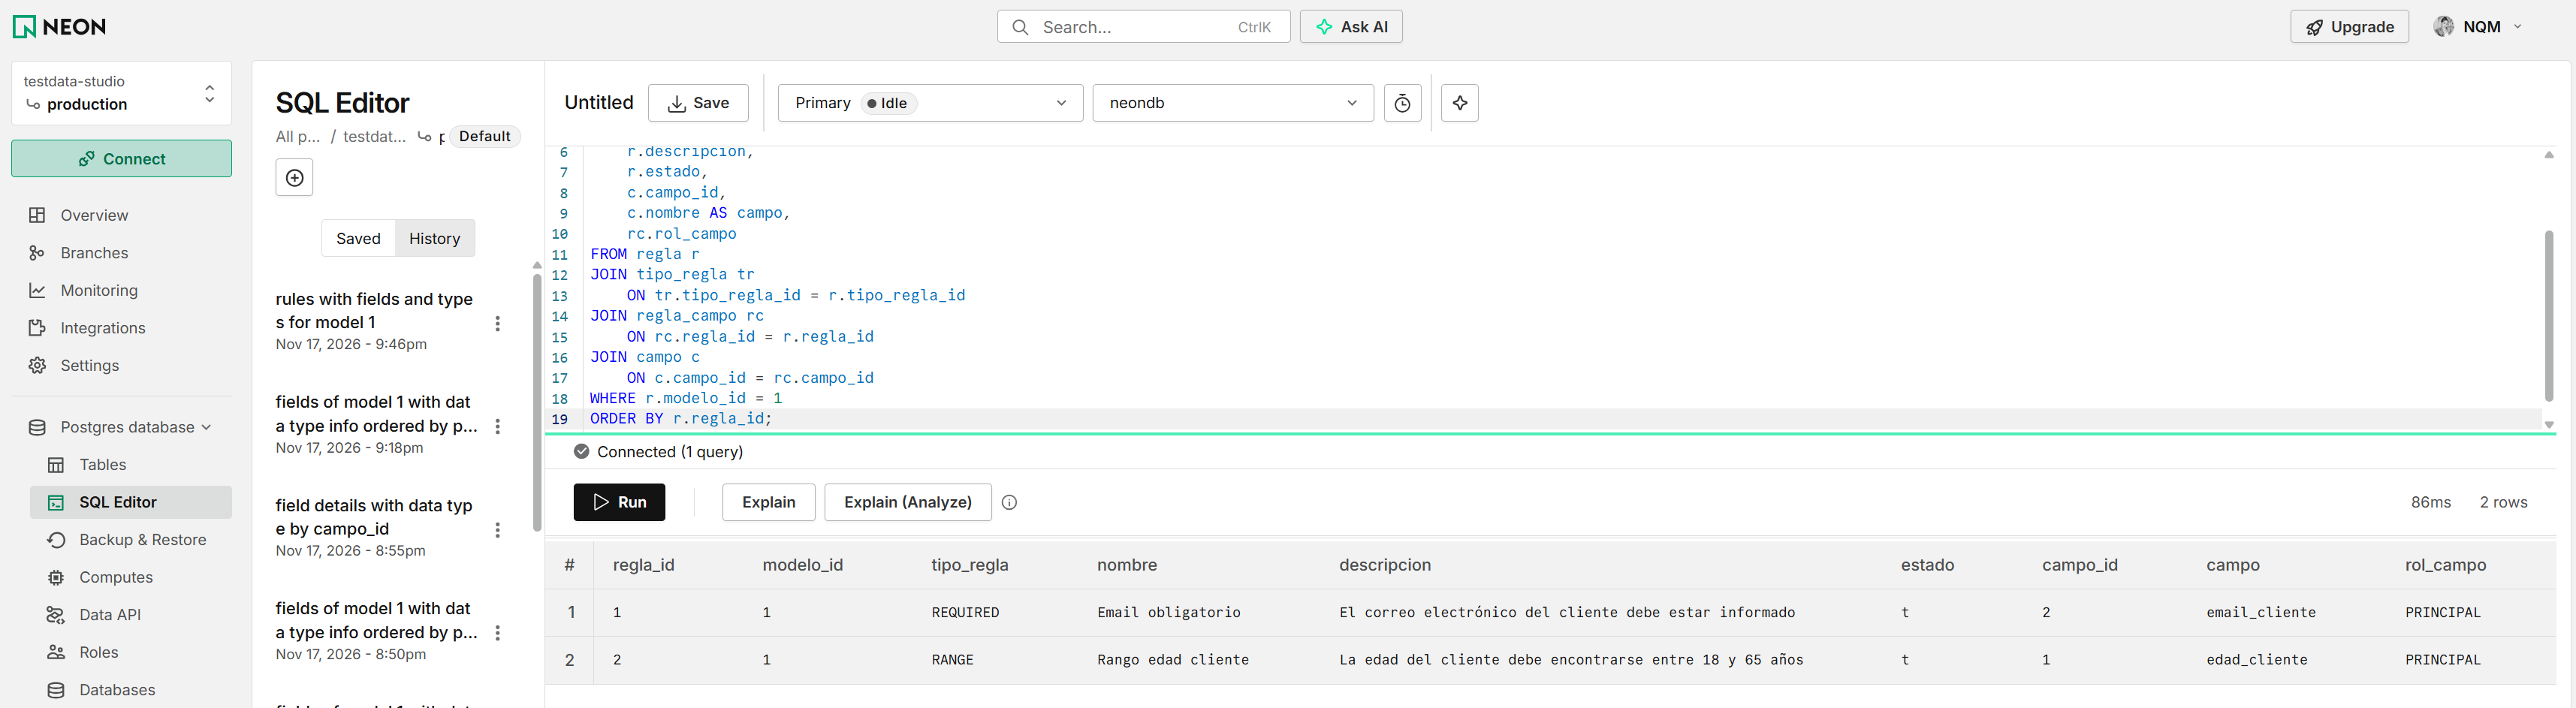 NEON
Search...
CtrlK
Ask AI
Upgrade
NQM
testdata-studio
production
Connect
Overview
Branches
Monitoring
Integrations
Settings
Postgres database
Tables
SQL Editor
Backup & Restore
Computes
Data API
Roles
Databases
SQL Editor
All p... / testdat... p Default
Saved
History
rules with fields and type
s for model 1
Nov 17, 2026 - 9:46pm
fields of model 1 with dat
a type info ordered by p...
Nov 17, 2026 - 9:18pm
field details with data typ
e by campo_id
Nov 17, 2026 - 8:55pm
fields of model 1 with dat
a type info ordered by p...
Nov 17, 2026 - 8:50pm
Untitled
Save
Primary Idle
neondb
6 r.descripcion,
7 r.estado,
8 c.campo_id,
9 c.nombre AS campo,
10 rc.rol_campo
11 FROM regla r
12 JOIN tipo_regla tr
13 ON tr.tipo_regla_id = r.tipo_regla_id
14 JOIN regla_campo rc
15 ON rc.regla_id = r.regla_id
16 JOIN campo c
17 ON c.campo_id = rc.campo_id
18 WHERE r.modelo_id = 1
19 ORDER BY r.regla_id;
Connected (1 query)
Run
Explain
Explain (Analyze)
86ms
2 rows
# regla_id modelo_id tipo_regla nombre descripcion estado campo_id campo rol_campo
1 1 1 REQUIRED Email obligatorio El correo electrónico del cliente debe estar informado t 2 email_cliente PRINCIPAL
2 2 1 RANGE Rango edad cliente La edad del cliente debe encontrarse entre 18 y 65 años t 1 edad_cliente PRINCIPAL